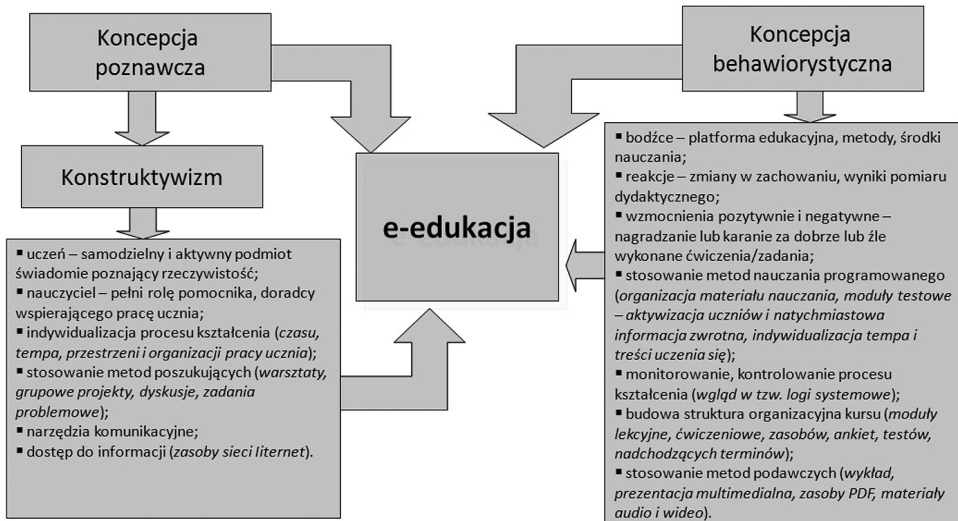 Koncepcja
poznawcza
Konstruktywizm
▪ uczeń – samodzielny i aktywny podmiot
świadomie poznający rzeczywistość;
▪ nauczyciel – pełni rolę pomocnika, doradcy
wspierającego pracę ucznia;
▪ indywidualizacja procesu kształcenia (czasu,
tempa, przestrzeni i organizacji pracy ucznia);
▪ stosowanie metod poszukujących (warsztaty,
grupowe projekty, dyskusje, zadania
problemowe);
▪ narzędzia komunikacyjne;
▪ dostęp do informacji (zasoby sieci Iiternet).
e-edukacja
Koncepcja
behawiorystyczna
▪ bodźce – platforma edukacyjna, metody, środki
nauczania;
▪ reakcje – zmiany w zachowaniu, wyniki pomiaru
dydaktycznego;
▪ wzmocnienia pozytywnie i negatywne –
nagradzanie lub karanie za dobrze lub źle
wykonane ćwiczenia/zadania;
▪ stosowanie metod nauczania programowanego
(organizacja materiału nauczania, moduły testowe
– aktywizacja uczniów i natychmiastowa
informacja zwrotna, indywidualizacja tempa i
treści uczenia się);
▪ monitorowanie, kontrolowanie procesu
kształcenia (wgląd w tzw. logi systemowe);
▪ budowa struktura organizacyjna kursu (moduły
lekcyjne, ćwiczeniowe, zasobów, ankiet, testów,
nadchodzących terminów);
▪ stosowanie metod podawczych (wykład,
prezentacja multimedialna, zasoby PDF, materiały
audio i wideo).